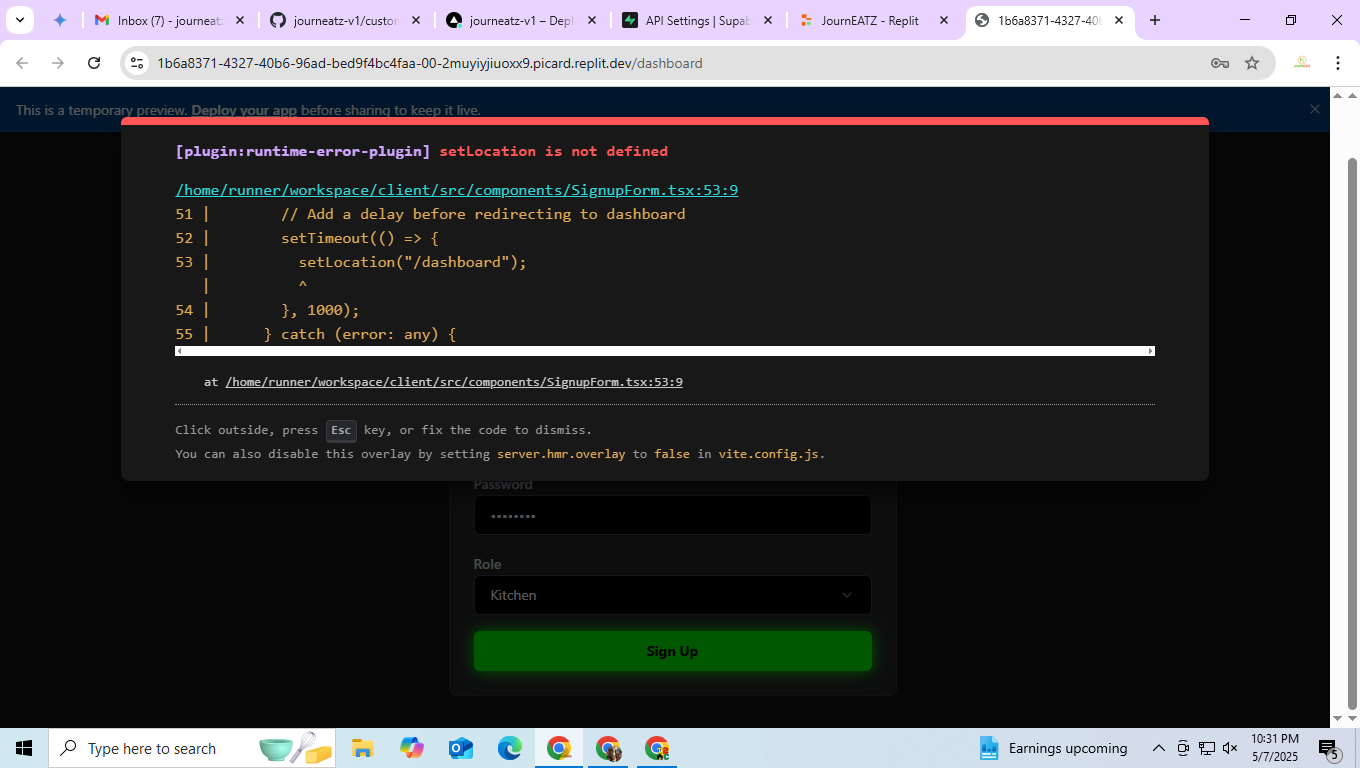 Inbox (7) - journeat
journeatz-v1/custon
journeatz-v1 – Dep
API Settings | Supab
JournEATZ - Replit
1b6a8371-4327-40b
1b6a8371-4327-40b6-96ad-bed9f4bc4faa-00-2muyiyjiuoxx9.picard.replit.dev/dashboard
This is a temporary preview. Deploy your app before sharing to keep it live.
[plugin:runtime-error-plugin] setLocation is not defined
/home/runner/workspace/client/src/components/SignupForm.tsx:53:9
51 |        // Add a delay before redirecting to dashboard
52 |        setTimeout(() => {
53 |          setLocation("/dashboard");
   |          ^
54 |        }, 1000);
55 |      } catch (error: any) {
at /home/runner/workspace/client/src/components/SignupForm.tsx:53:9
Click outside, press Esc key, or fix the code to dismiss.
You can also disable this overlay by setting server.hmr.overlay to false in vite.config.js.
Password
Role
Kitchen
Sign Up
Type here to search
Earnings upcoming
10:31 PM
5/7/2025
5